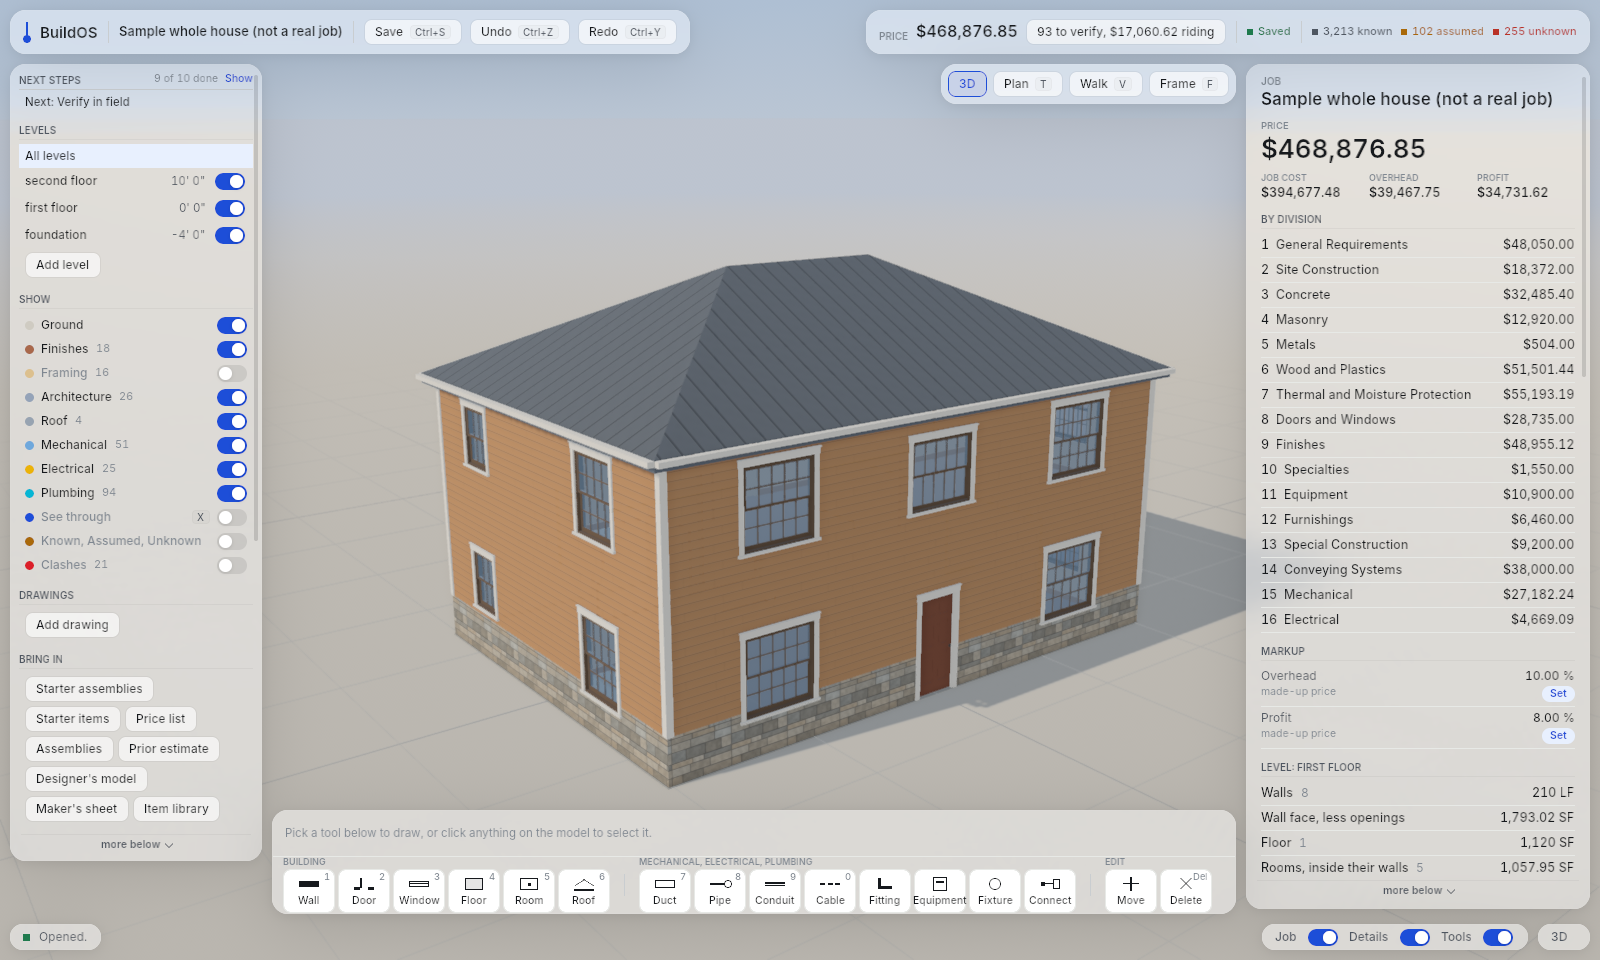 BuildOS
Sample whole house (not a real job)
Save Ctrl+S
Undo Ctrl+Z
Redo Ctrl+Y
PRICE $468,876.85
93 to verify, $17,060.62 riding
Saved
3,213 known
102 assumed
255 unknown
NEXT STEPS 9 of 10 done Show
Next: Verify in field
LEVELS
All levels
second floor 10' 0"
first floor 0' 0"
foundation -4' 0"
Add level
SHOW
Ground
Finishes 18
Framing 16
Architecture 26
Roof 4
Mechanical 51
Electrical 25
Plumbing 94
See through X
Known, Assumed, Unknown
Clashes 21
DRAWINGS
Add drawing
BRING IN
Starter assemblies
Starter items Price list
Assemblies Prior estimate
Designer's model
Maker's sheet Item library
more below
3D
Plan T
Walk V
Frame F
JOB
Sample whole house (not a real job)
PRICE
$468,876.85
JOB COST OVERHEAD PROFIT
$394,677.48 $39,467.75 $34,731.62
BY DIVISION
1 General Requirements $48,050.00
2 Site Construction $18,372.00
3 Concrete $32,485.40
4 Masonry $12,920.00
5 Metals $504.00
6 Wood and Plastics $51,501.44
7 Thermal and Moisture Protection $55,193.19
8 Doors and Windows $28,735.00
9 Finishes $48,955.12
10 Specialties $1,550.00
11 Equipment $10,900.00
12 Furnishings $6,460.00
13 Special Construction $9,200.00
14 Conveying Systems $38,000.00
15 Mechanical $27,182.24
16 Electrical $4,669.09
MARKUP
Overhead 10.00 %
made-up price Set
Profit 8.00 %
made-up price Set
LEVEL: FIRST FLOOR
Walls 8 210 LF
Wall face, less openings 1,793.02 SF
Floor 1 1,120 SF
Rooms, inside their walls 5 1,057.95 SF
more below
Pick a tool below to draw, or click anything on the model to select it.
BUILDING
Wall 1
Door 2
Window 3
Floor 4
Room 5
Roof 6
MECHANICAL, ELECTRICAL, PLUMBING
Duct 7
Pipe 8
Conduit 9
Cable 0
Fitting
Equipment
Fixture
Connect
EDIT
Move
Delete Del
Opened.
Job
Details
Tools
3D